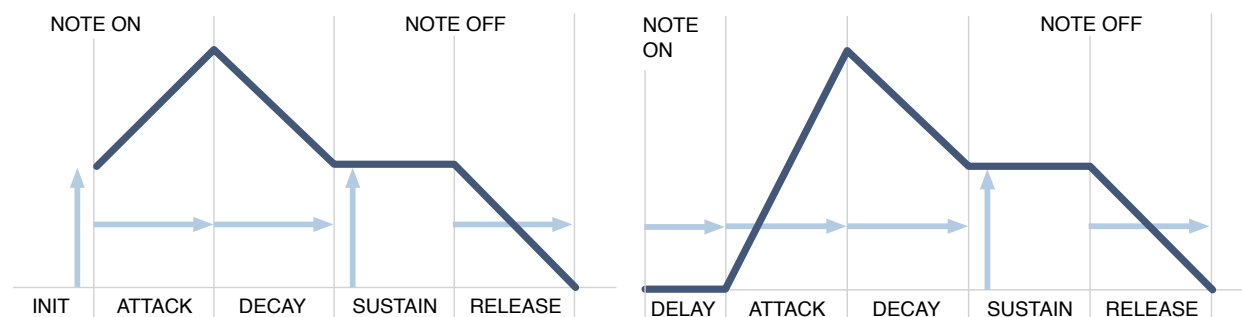 NOTE ON
NOTE OFF
INIT
ATTACK
DECAY
SUSTAIN
RELEASE
NOTE
ON
NOTE OFF
DELAY
ATTACK
DECAY
SUSTAIN
RELEASE